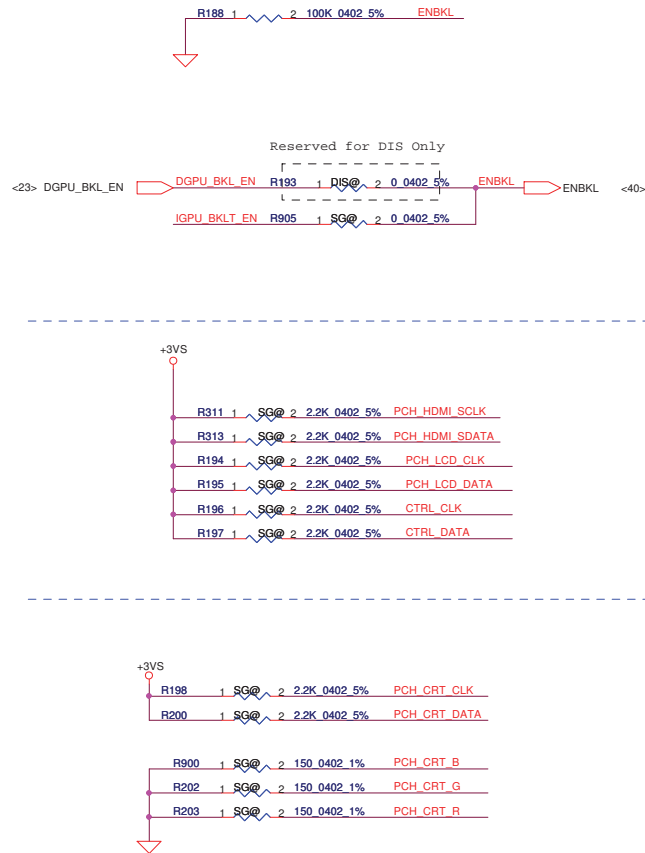 R188 1 2 100K_0402_5% ENBKL
Reserved for DIS Only
<23> DGPU_BKL_EN DGPU_BKL_EN R193 1 DIS@ 2 0_0402_5% ENBKL ENBKL <40>
IGPU_BKLT_EN R905 1 SG@ 2 0_0402_5%
+3VS
R311 1 SG@ 2 2.2K_0402_5% PCH_HDMI_SCLK
R313 1 SG@ 2 2.2K_0402_5% PCH_HDMI_SDATA
R194 1 SG@ 2 2.2K_0402_5% PCH_LCD_CLK
R195 1 SG@ 2 2.2K_0402_5% PCH_LCD_DATA
R196 1 SG@ 2 2.2K_0402_5% CTRL_CLK
R197 1 SG@ 2 2.2K_0402_5% CTRL_DATA
+3VS
R198 1 SG@ 2 2.2K_0402_5% PCH_CRT_CLK
R200 1 SG@ 2 2.2K_0402_5% PCH_CRT_DATA
R900 1 SG@ 2 150_0402_1% PCH_CRT_B
R202 1 SG@ 2 150_0402_1% PCH_CRT_G
R203 1 SG@ 2 150_0402_1% PCH_CRT_R